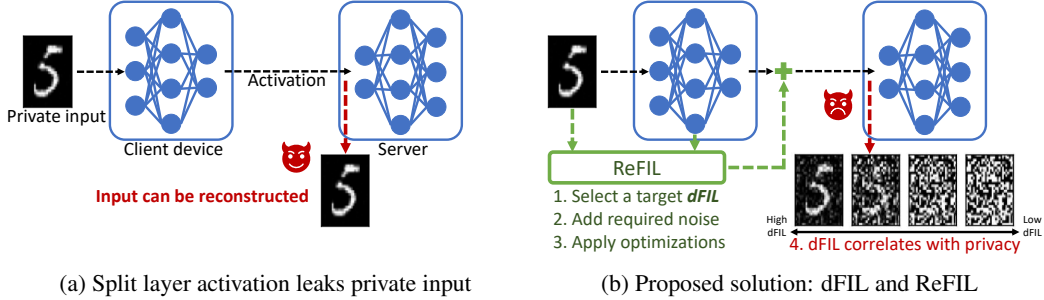 Private input
Client device
Activation
Server
Input can be reconstructed
(a) Split layer activation leaks private input
ReFIL
1. Select a target dFIL
2. Add required noise
3. Apply optimizations
High
dFIL
Low
dFIL
4. dFIL correlates with privacy
(b) Proposed solution: dFIL and ReFIL